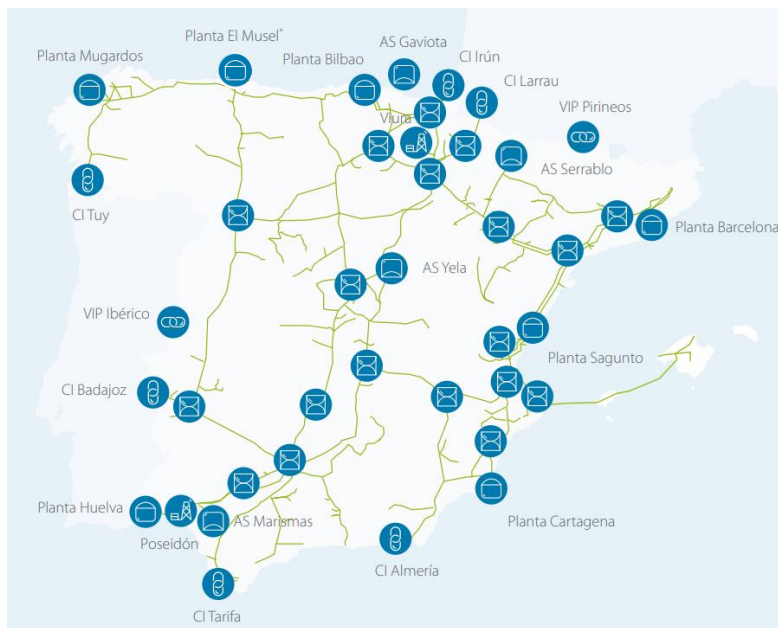 Planta El Musel*
AS Gaviota
Planta Mugardos
Planta Bilbao
CI Irún
CI Larrau
Viura
VIP Pirineos
AS Serrablo
CI Tuy
Planta Barcelona
AS Yela
VIP Ibérico
Planta Sagunto
CI Badajoz
Planta Huelva
AS Marismas
Planta Cartagena
Poseidón
CI Almería
CI Tarifa